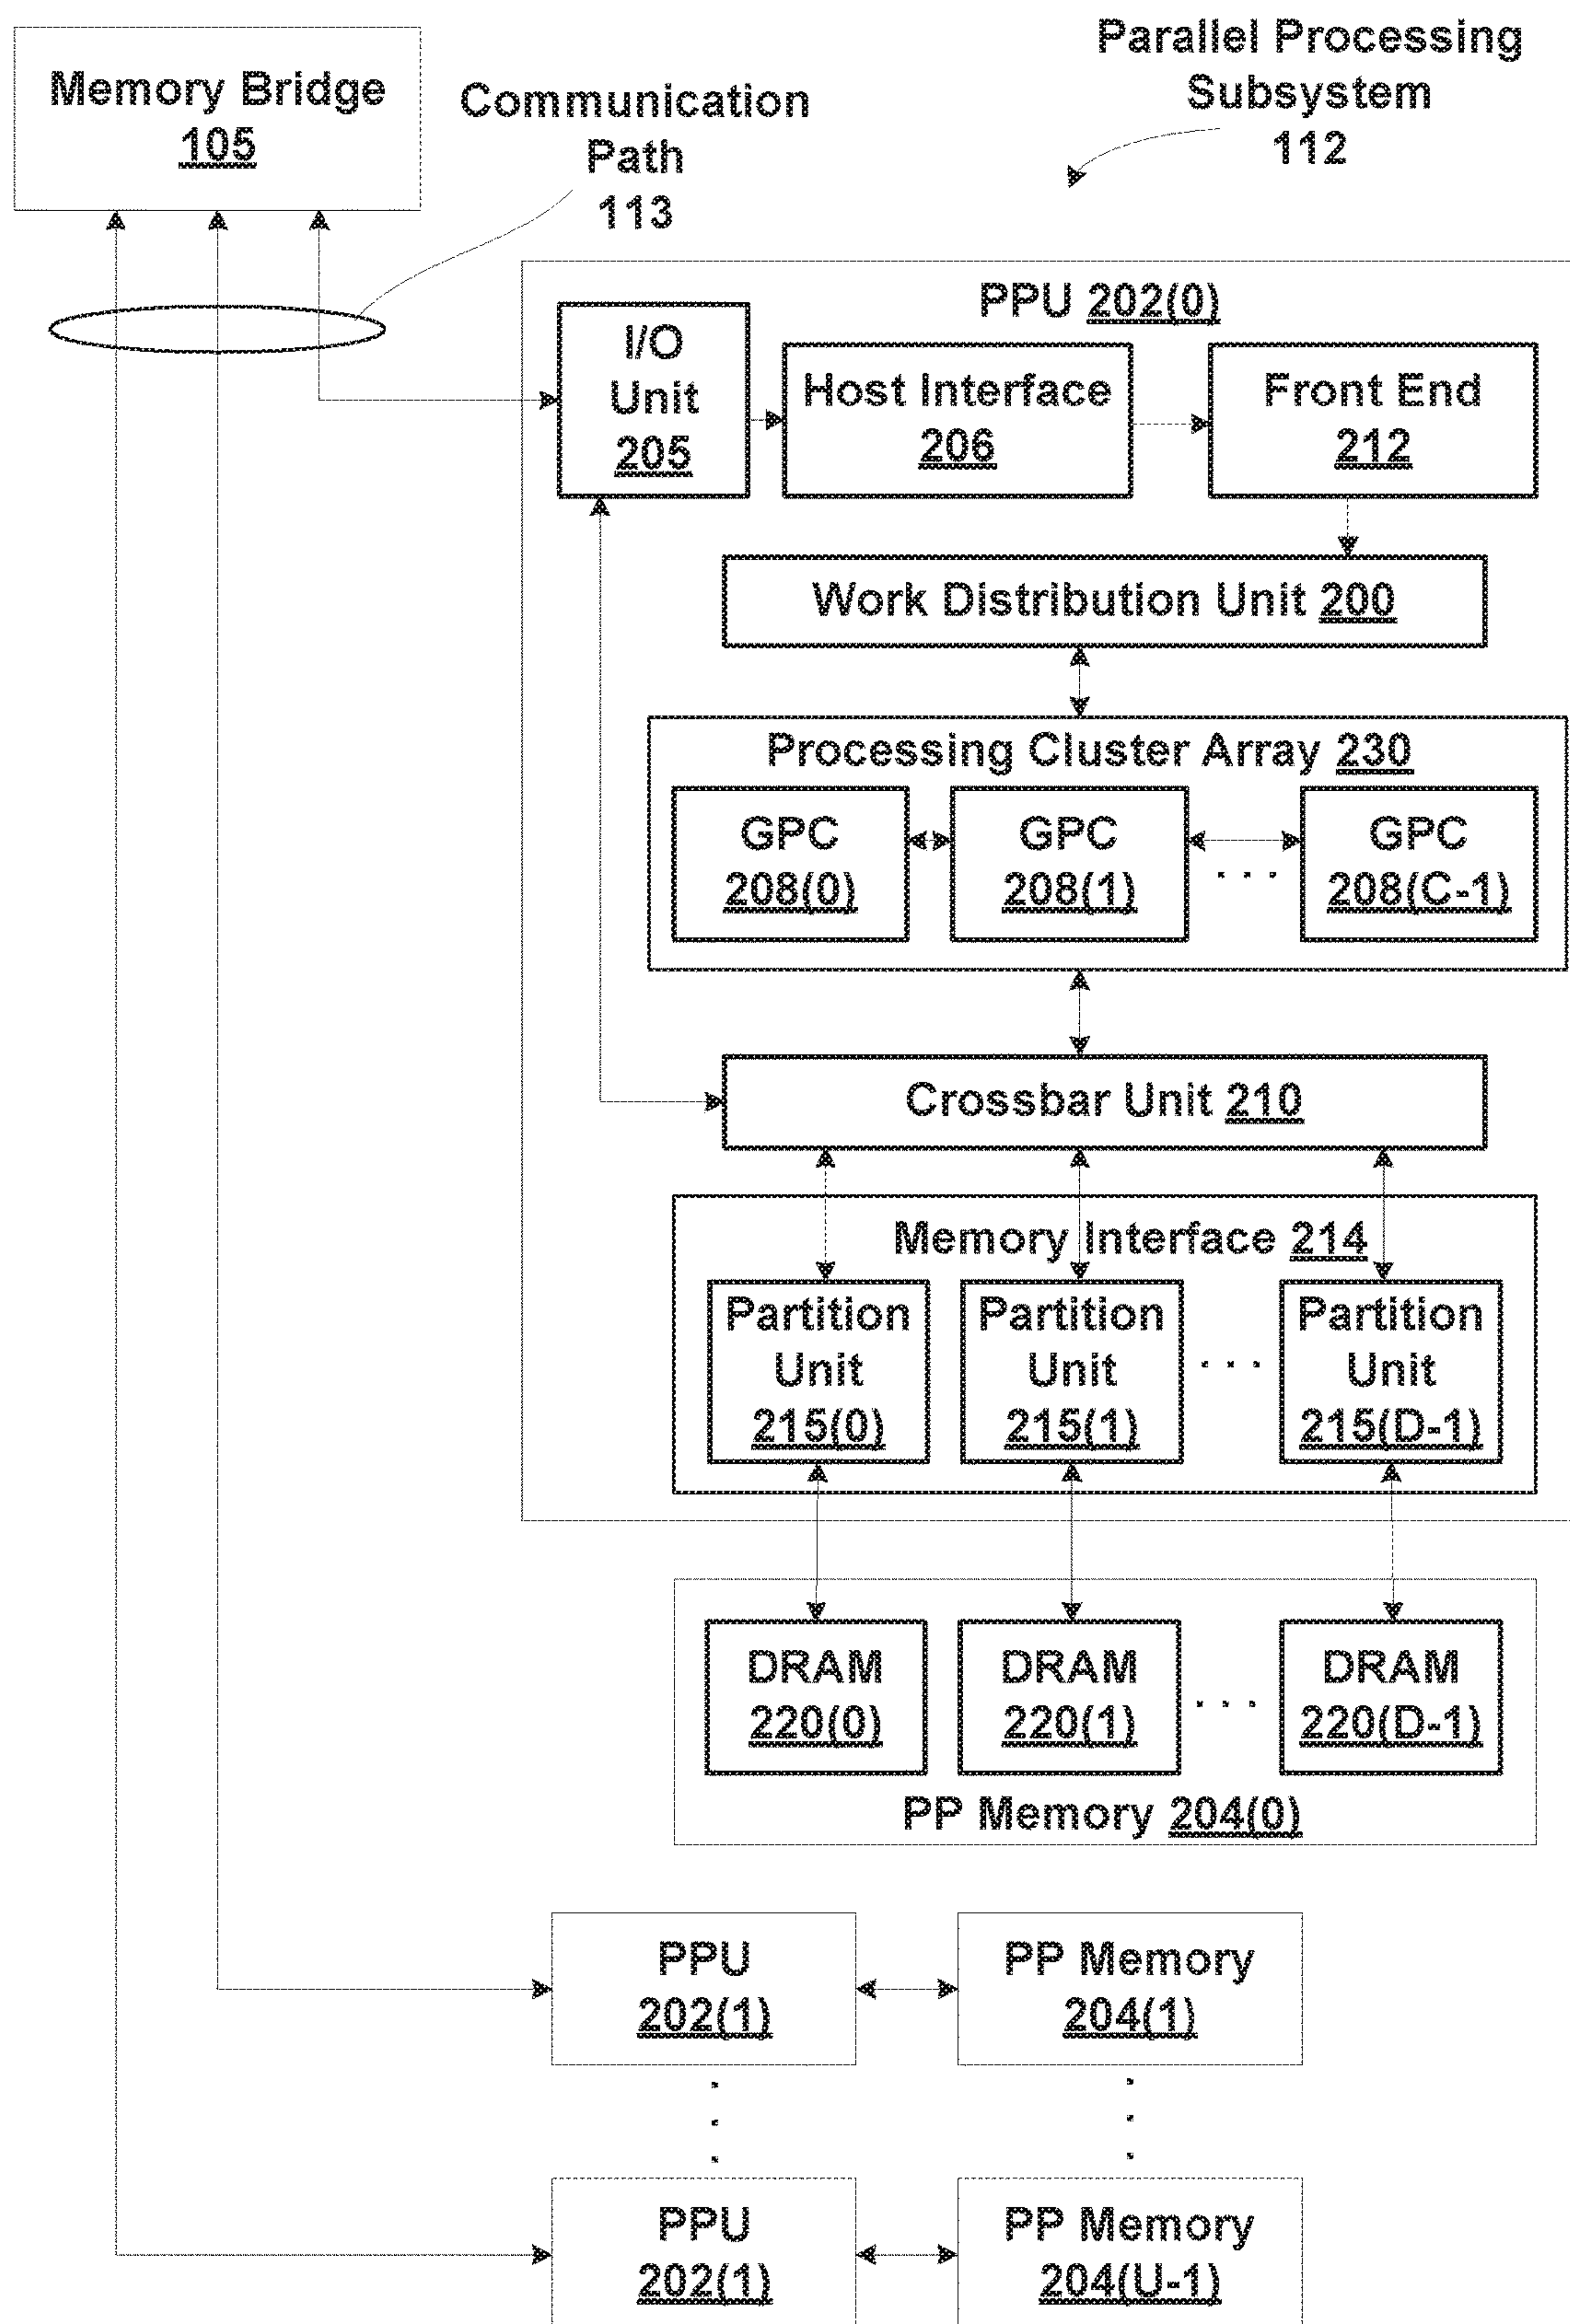 Parallel Processing
Subsystem
112
Memory Bridge
105
Communication
Path
113
PPU 202(0)
I/O
Unit
205
Host Interface
206
Front End
212
Work Distribution Unit 200
Processing Cluster Array 230
GPC
208(0)
GPC
208(1)
. . .
GPC
208(C-1)
Crossbar Unit 210
Memory Interface 214
Partition
Unit
215(0)
Partition
Unit
215(1)
. . .
Partition
Unit
215(D-1)
DRAM
220(0)
DRAM
220(1)
. . .
DRAM
220(D-1)
PP Memory 204(0)
PPU
202(1)
PP Memory
204(1)
PPU
202(1)
PP Memory
204(U-1)